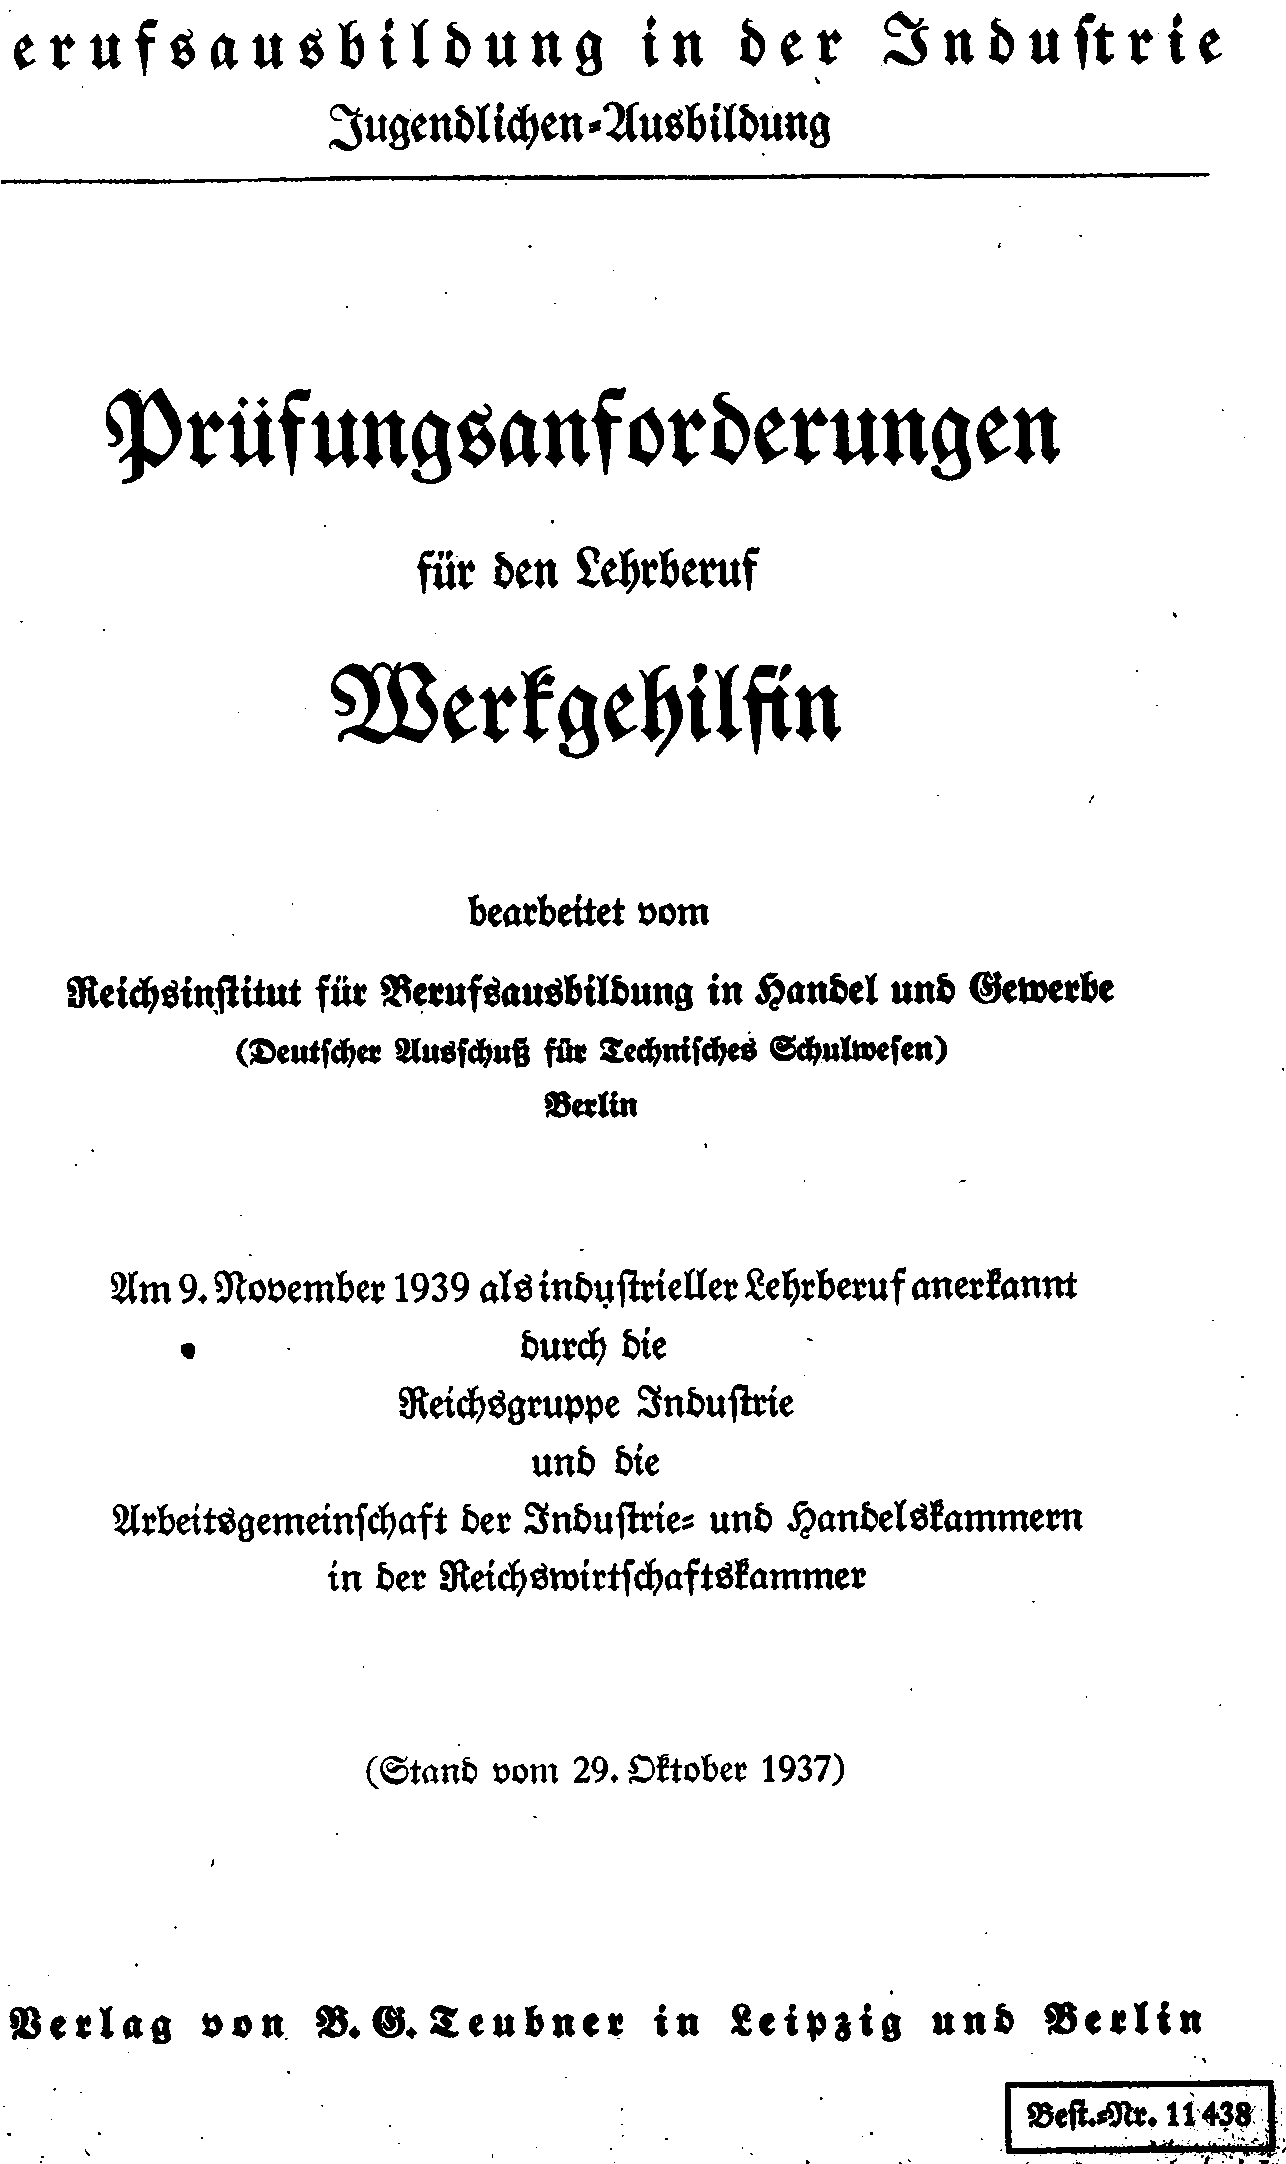 erufsausbildung in der Industrie
Jugendlichen-Ausbildung
Prüfungsanforderungen
für den Lehrberuf
Werkgehilfin
bearbeitet vom
Reichsinstitut für Berufsausbildung in Handel und Gewerbe
(Deutscher Ausschuß für Technisches Schulwesen)
Berlin
Am 9. November 1939 als industrieller Lehrberuf anerkannt
durch die
Reichsgruppe Industrie
und die
Arbeitsgemeinschaft der Industrie- und Handelskammern
in der Reichswirtschaftskammer
(Stand vom 29. Oktober 1937)
Verlag von B. G. Teubner in Leipzig und Berlin
Best.-Nr. 11438